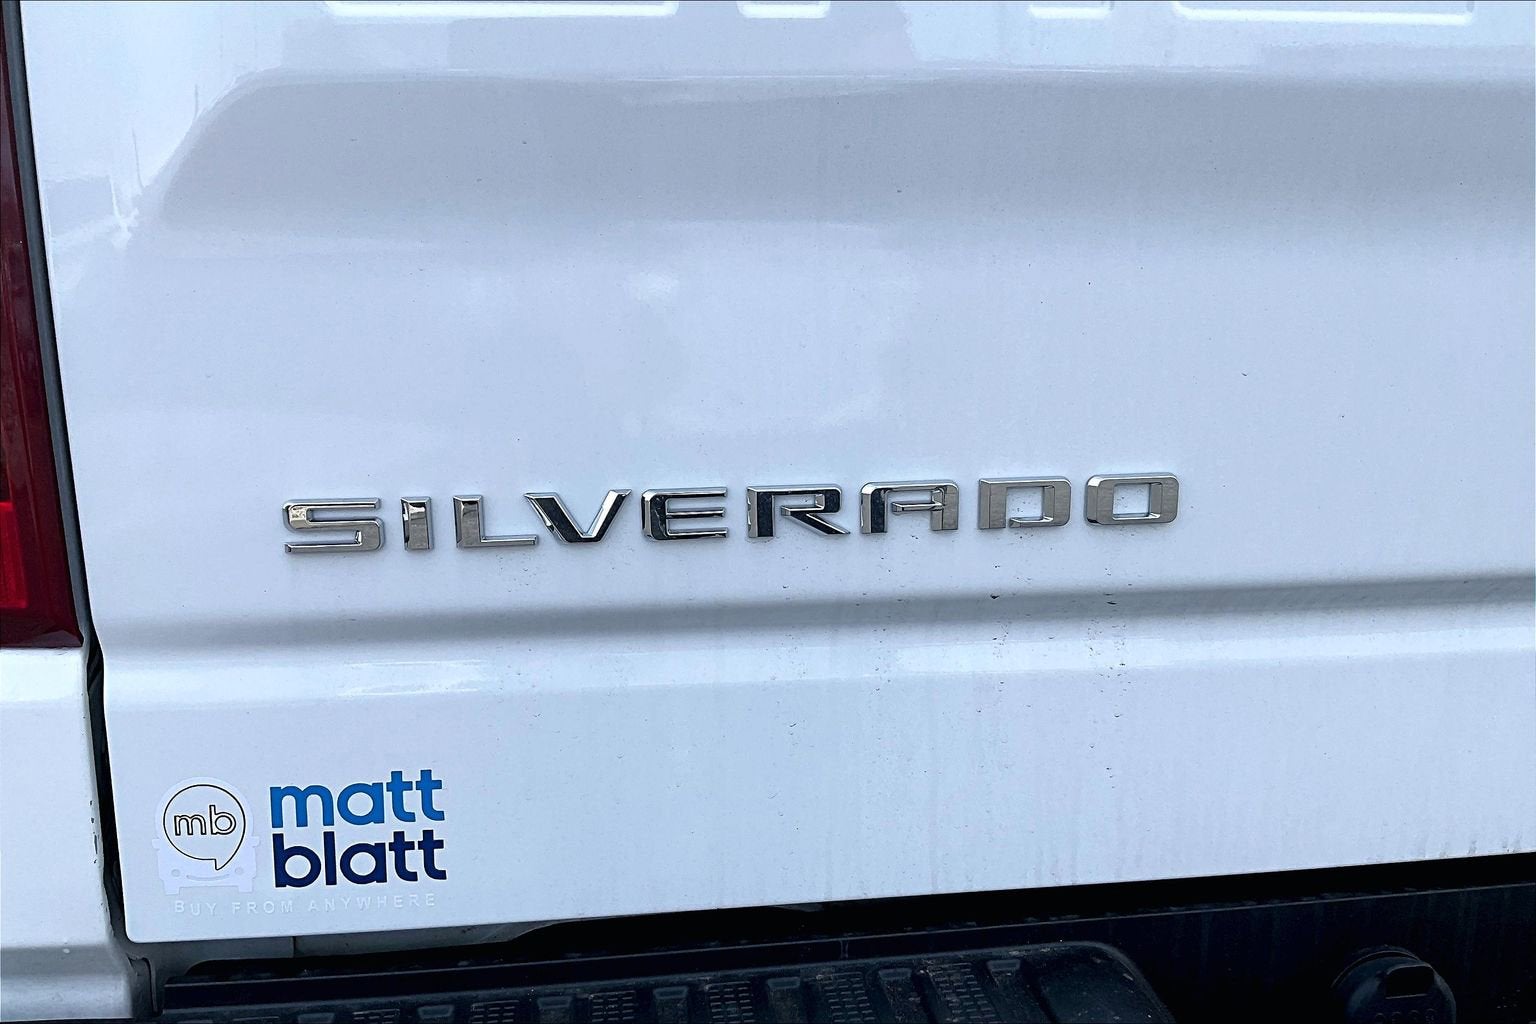 SILVERADO
mb
matt
blatt
BUY FROM ANYWHERE